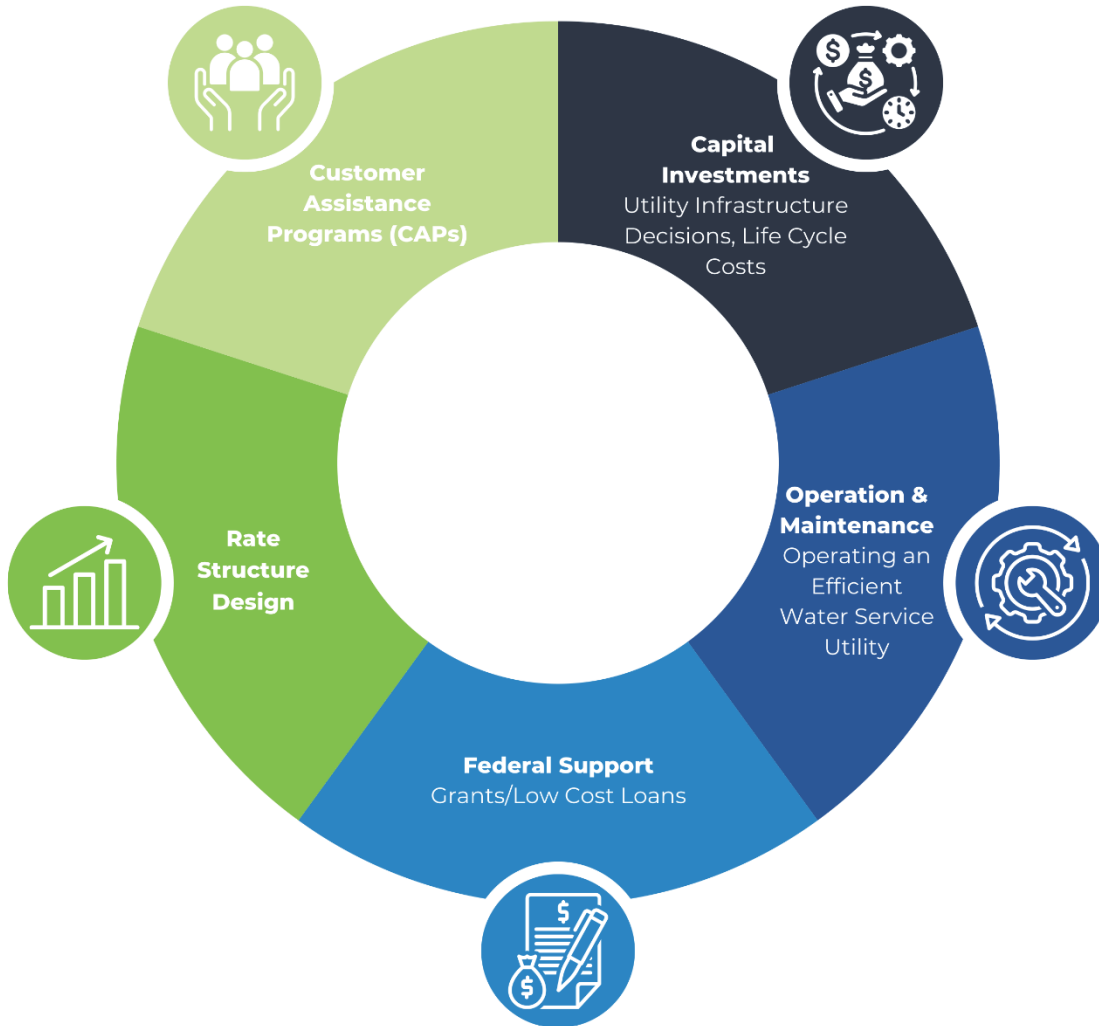 Customer
Assistance
Programs (CAPs)
Capital
Investments
Utility Infrastructure
Decisions, Life Cycle
Costs
Operation &
Maintenance
Operating an
Efficient
Water Service
Utility
Federal Support
Grants/Low Cost Loans
Rate
Structure
Design
$
$
$
$